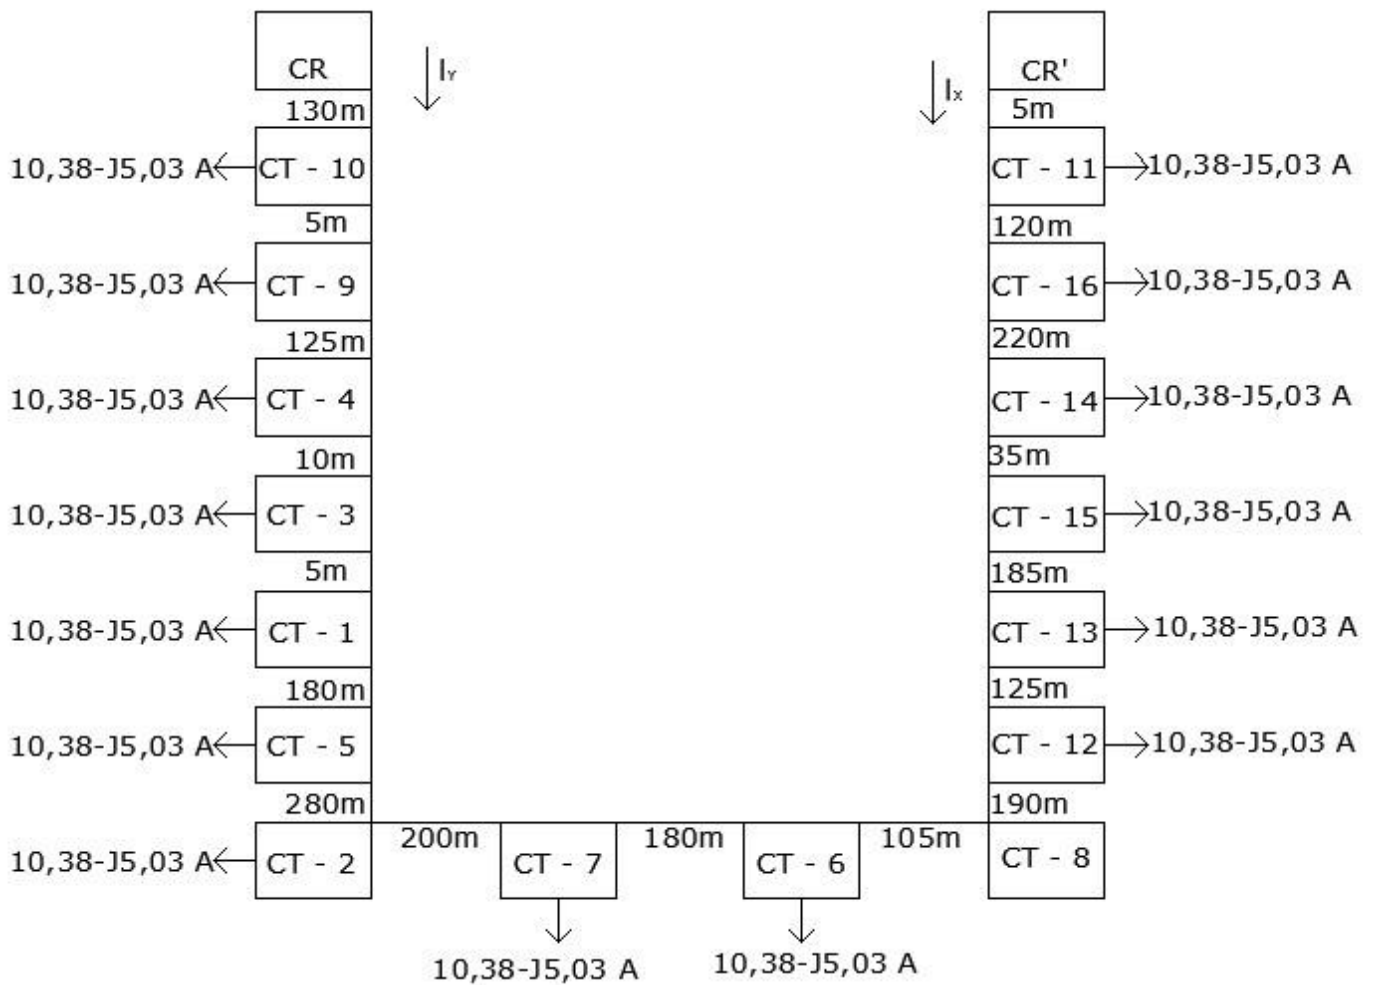 CR
I_Y
I_X
CR'
130m
5m
10,38-J5,03 A
CT - 10
CT - 11
10,38-J5,03 A
5m
120m
10,38-J5,03 A
CT - 9
CT - 16
10,38-J5,03 A
125m
220m
10,38-J5,03 A
CT - 4
CT - 14
10,38-J5,03 A
10m
35m
10,38-J5,03 A
CT - 3
CT - 15
10,38-J5,03 A
5m
185m
10,38-J5,03 A
CT - 1
CT - 13
10,38-J5,03 A
180m
125m
10,38-J5,03 A
CT - 5
CT - 12
10,38-J5,03 A
280m
190m
200m
180m
105m
10,38-J5,03 A
CT - 2
CT - 7
CT - 6
CT - 8
10,38-J5,03 A
10,38-J5,03 A